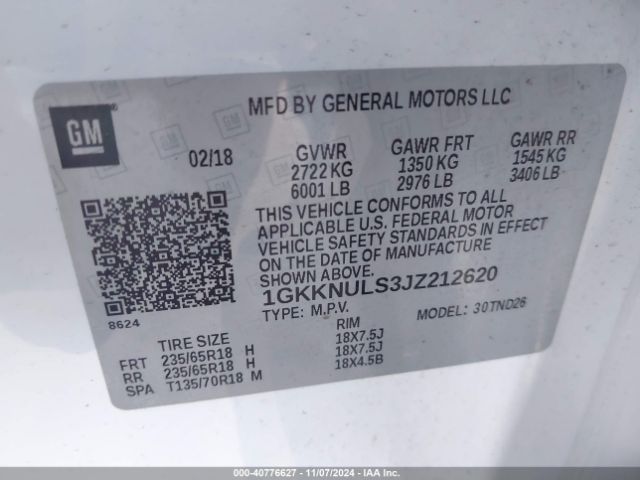 GM
MFD BY GENERAL MOTORS LLC
02/18
GVWR GAWR FRT GAWR RR
2722 KG 1350 KG 1545 KG
6001 LB 2976 LB 3406 LB
THIS VEHICLE CONFORMS TO ALL
APPLICABLE U.S. FEDERAL MOTOR
VEHICLE SAFETY STANDARDS IN EFFECT
ON THE DATE OF MANUFACTURE
SHOWN ABOVE.
1GKKNULS3JZ212620
TYPE: M.P.V. MODEL: 30TND26
8624
TIRE SIZE RIM
FRT 235/65R18 H 18X7.5J
RR 235/65R18 H 18X7.5J
SPA T135/70R18 M 18X4.5B
000-40776627 - 11/07/2024 - IAA Inc.